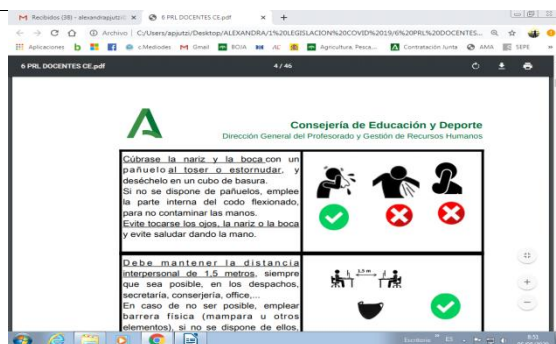 Recibidos (28) - alexandrapjutzi
6 PRL DOCENTES CE.pdf
Archivo | C:/Users/apjutzi/Desktop/ALEXANDRA/1%20LEGISLACION%20COVID%2019/6%20PRL%20DOCENTES...
Aplicaciones
cMediodes
Gmail
BOJA
Agricultura, Pesca...
Contratación Junta
AMA
SEPE
6 PRL DOCENTES CE.pdf
4 / 46
Consejería de Educación y Deporte
Dirección General del Profesorado y Gestión de Recursos Humanos
Cúbrase la nariz y la boca con un
pañuelo al toser o estornudar, y
deséchelo en un cubo de basura.
Si no se dispone de pañuelos, emplee
la parte interna del codo flexionado,
para no contaminar las manos.
Evite tocarse los ojos, la nariz o la boca
y evite saludar dando la mano.
Debe mantener la distancia
interpersonal de 1,5 metros, siempre
que sea posible, en los despachos,
secretaría, conserjería, office,...
En caso de no ser posible, emplear
barrera física (mampara u otros
elementos), si no se dispone de ellos,
1,5 m
Escritorio
ES
8:51